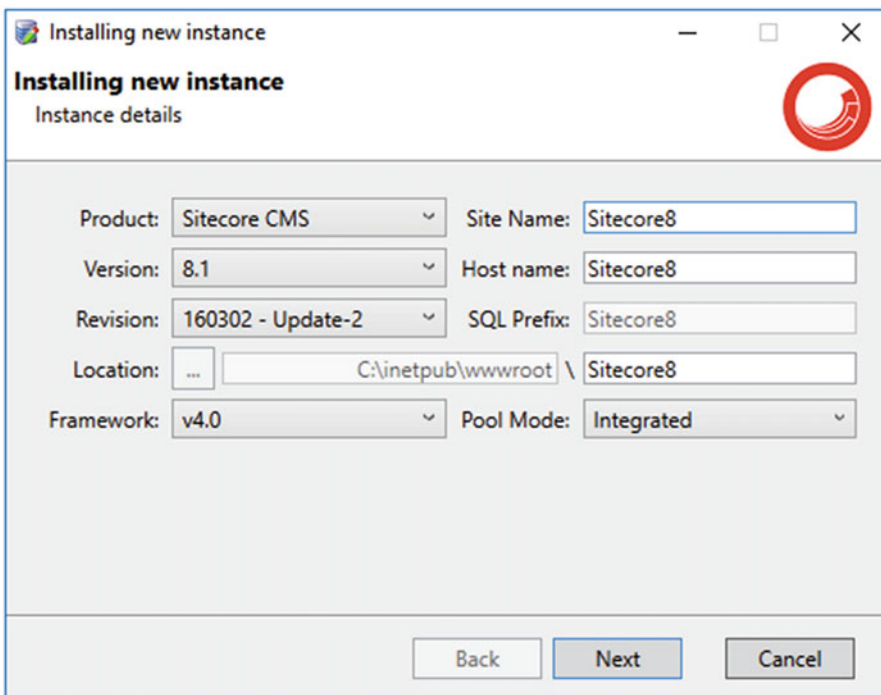 Installing new instance
Installing new instance
Instance details
Product: Sitecore CMS Site Name: Sitecore8
Version: 8.1 Host name: Sitecore8
Revision: 160302 - Update-2 SQL Prefix: Sitecore8
Location: ... C:\inetpub\wwwroot \ Sitecore8
Framework: v4.0 Pool Mode: Integrated
Back Next Cancel